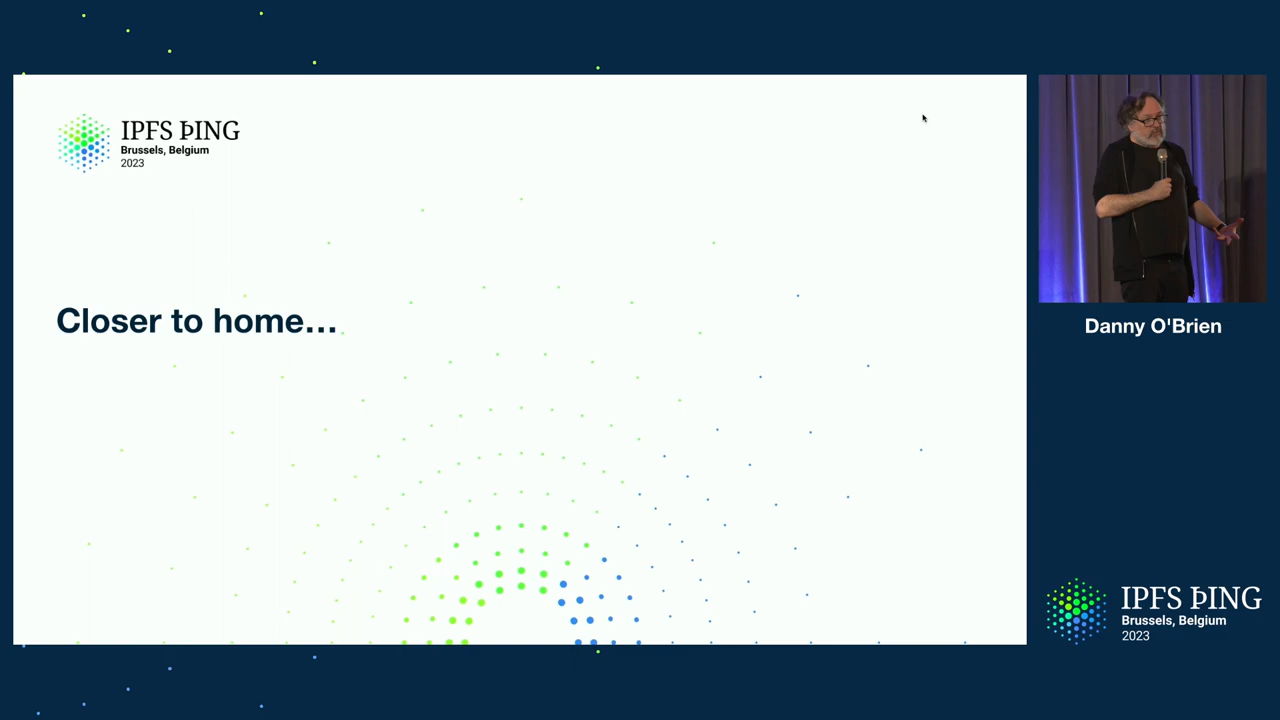 IPFS ÞING
Brussels, Belgium
2023
Closer to home...
Danny O'Brien
IPFS ÞING
Brussels, Belgium
2023